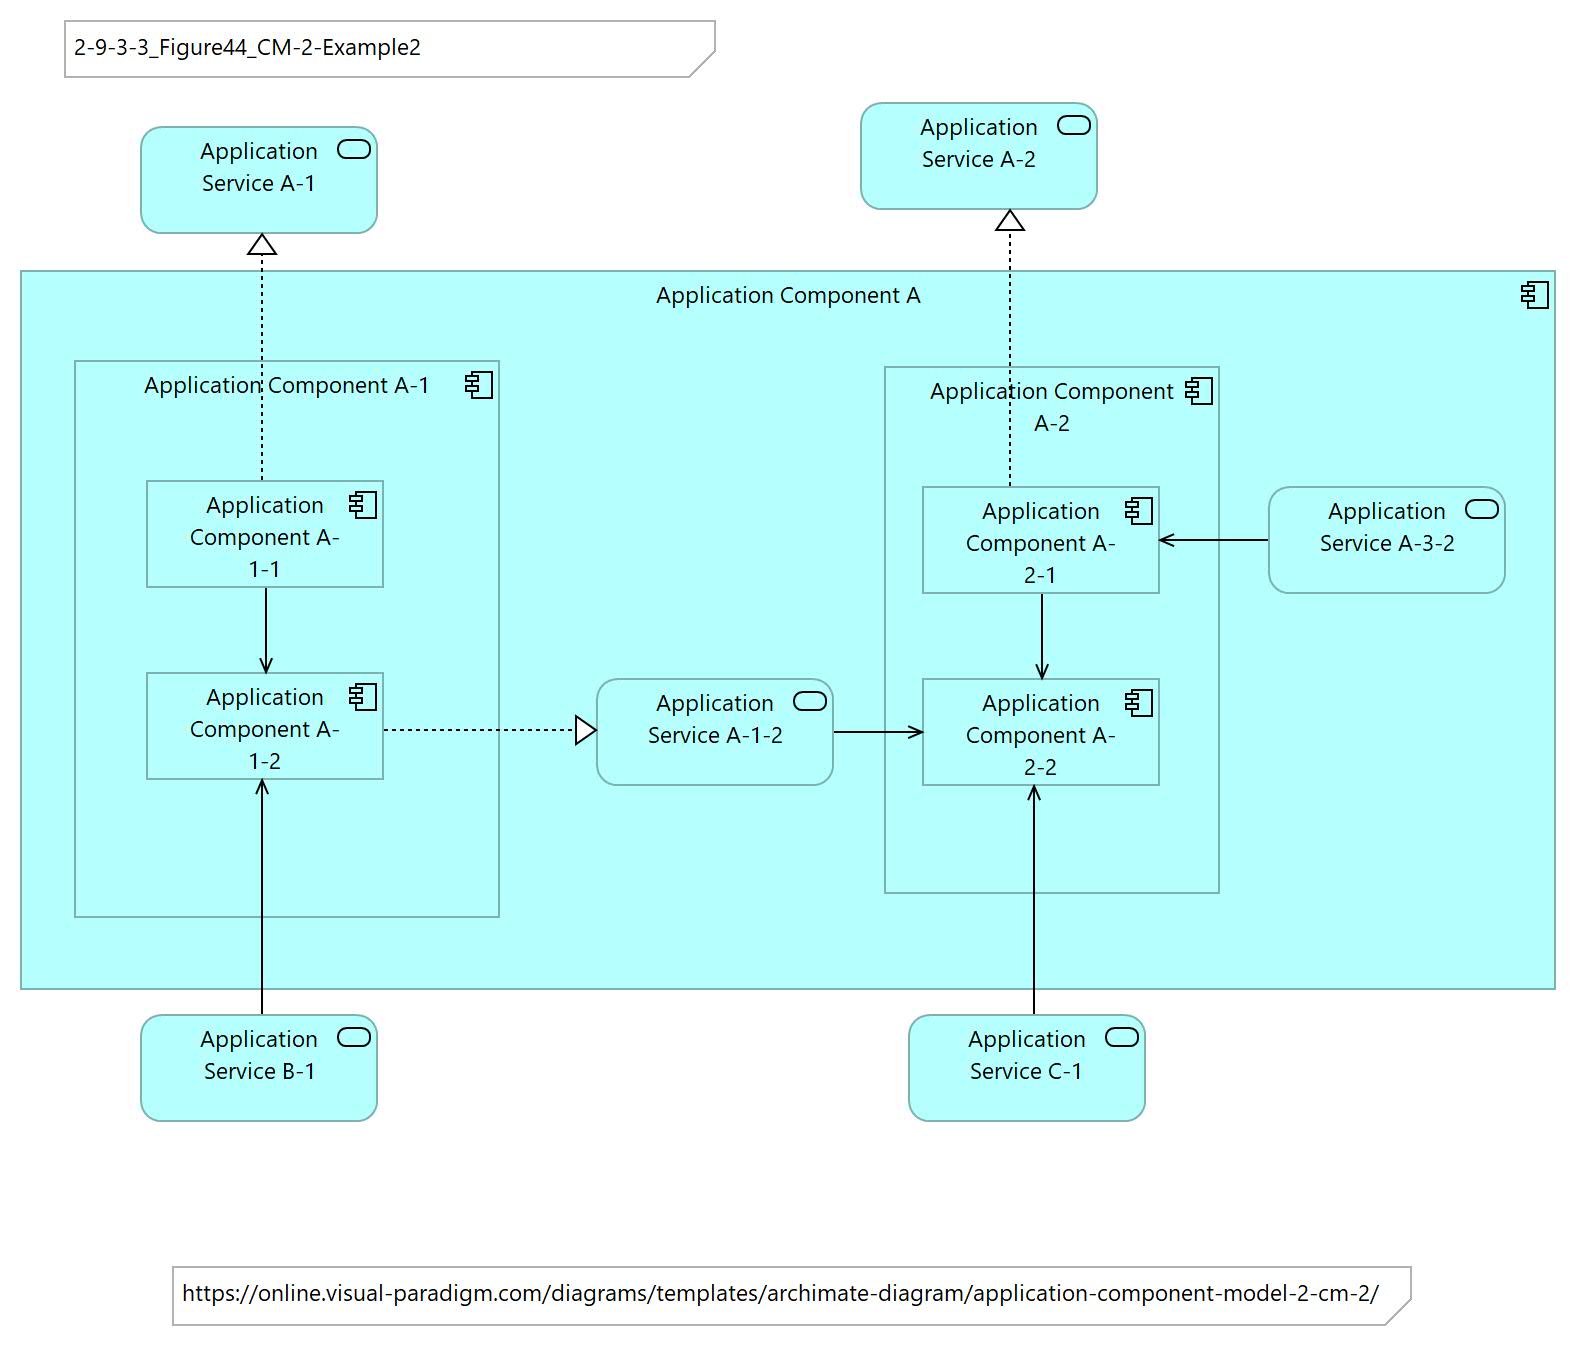 2-9-3-3_Figure44_CM-2-Example2
Application
Service A-1
Application
Service A-2
Application Component A
Application Component A-1
Application Component
A-2
Application
Component A-
1-1
Application
Component A-
2-1
Application
Service A-3-2
Application
Component A-
1-2
Application
Service A-1-2
Application
Component A-
2-2
Application
Service B-1
Application
Service C-1
https://online.visual-paradigm.com/diagrams/templates/archimate-diagram/application-component-model-2-cm-2/